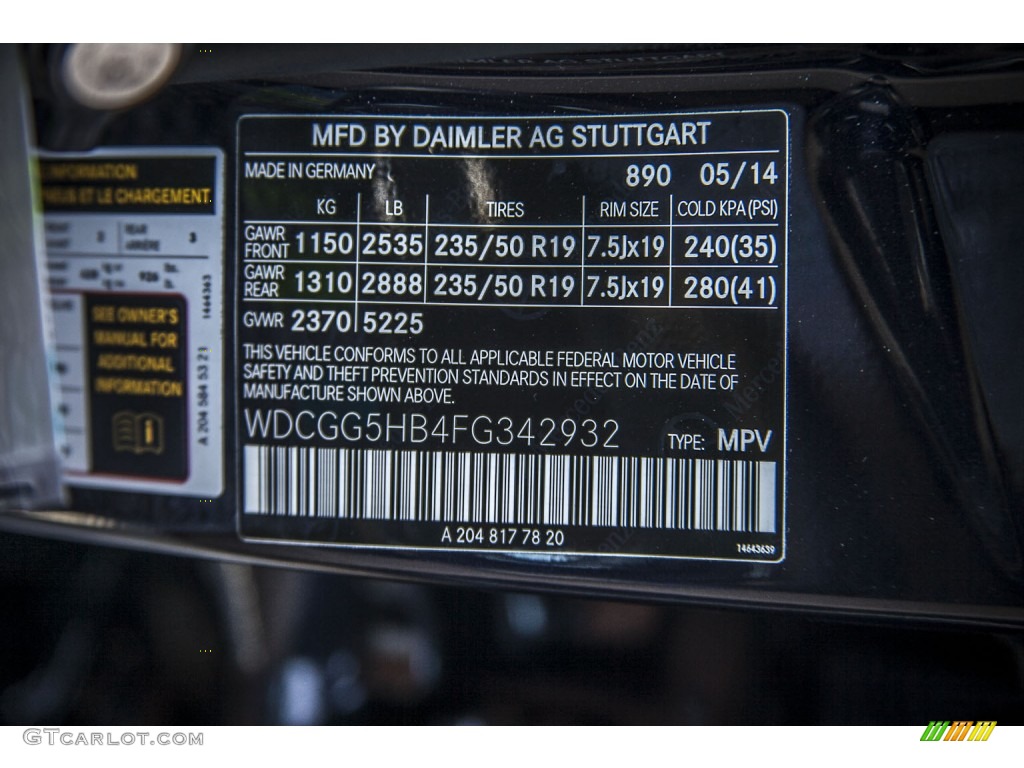 MFD BY DAIMLER AG STUTTGART
MADE IN GERMANY 890 05/14
KG LB TIRES RIM SIZE COLD KPA(PSI)
GAWR FRONT 1150 2535 235/50 R19 7.5Jx19 240(35)
GAWR REAR 1310 2888 235/50 R19 7.5Jx19 280(41)
GVWR 2370 5225
THIS VEHICLE CONFORMS TO ALL APPLICABLE FEDERAL MOTOR VEHICLE
SAFETY AND THEFT PREVENTION STANDARDS IN EFFECT ON THE DATE OF
MANUFACTURE SHOWN ABOVE.
WDCGG5HB4FG342932 TYPE: MPV
A 204 817 78 20
14643639
INFORMATION
ET LE CHARGEMENT.
REAR
ARRIÈRE 3
SEE OWNER'S
MANUAL FOR
ADDITIONAL
INFORMATION
A 204 584 53 21
GTCarlot.com